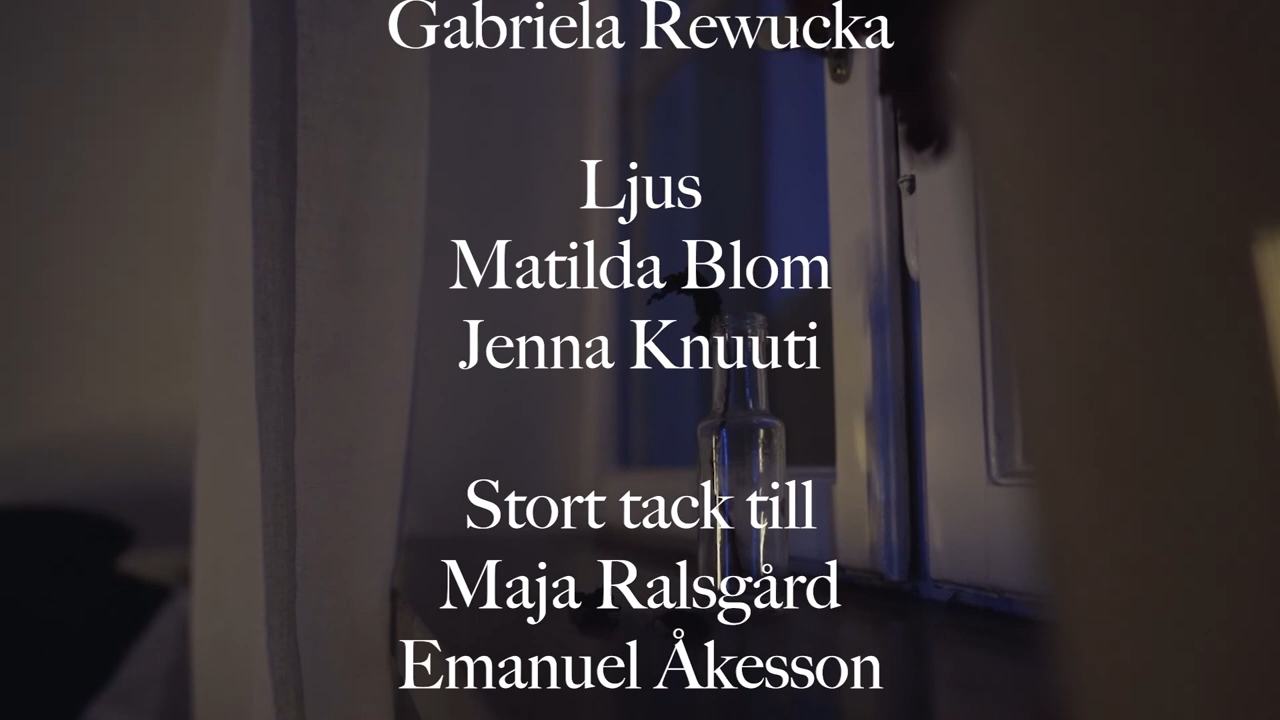 Gabriela Rewucka
Ljus
Matilda Blom
Jenna Knuuti
Stort tack till
Maja Ralsgård
Emanuel Åkesson